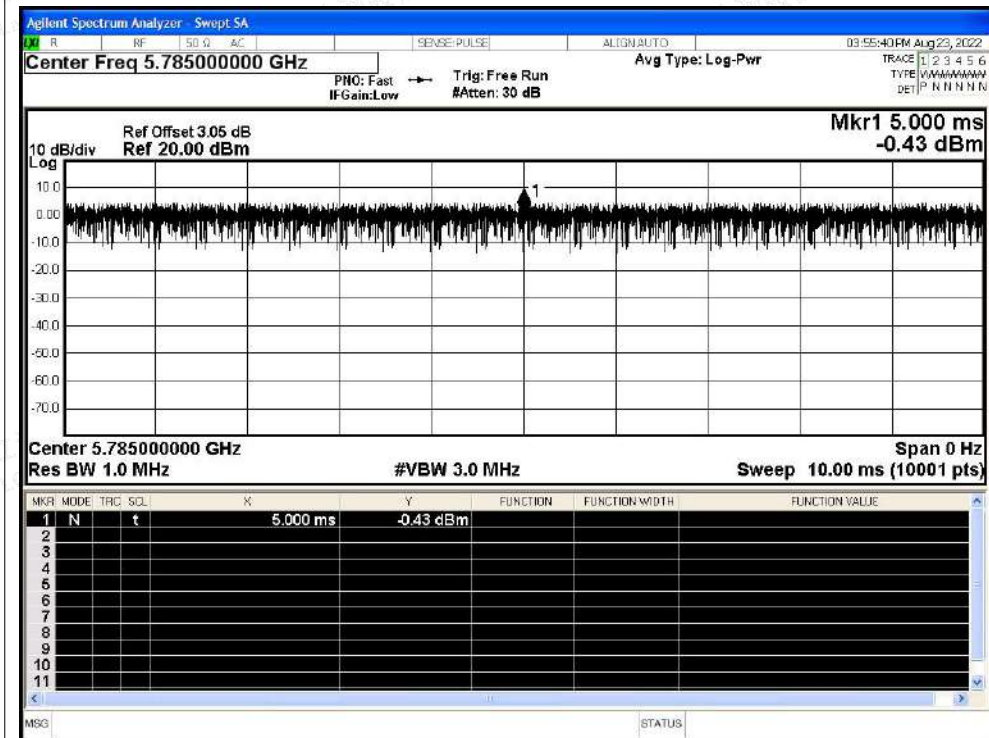 Agilent Spectrum Analyzer - Swept SA
LXI R RF 50 Ω AC SENSE:PULSE ALIGN AUTO 03:55:40 PM Aug 23, 2022
Center Freq 5.785000000 GHz
PNO: Fast
IFGain:Low
Trig: Free Run
#Atten: 30 dB
Avg Type: Log-Pwr
TRACE 1 2 3 4 5 6
TYPE
DET P N N N N N
Mkr1 5.000 ms
-0.43 dBm
Ref Offset 3.05 dB
10 dB/div Ref 20.00 dBm
Log
10.0
1
0.00
-10.0
-20.0
-30.0
-40.0
-50.0
-60.0
-70.0
Center 5.785000000 GHz Span 0 Hz
Res BW 1.0 MHz #VBW 3.0 MHz Sweep 10.00 ms (10001 pts)
MKR MODE TRC SCL X Y FUNCTION FUNCTION WIDTH FUNCTION VALUE
1 N t 5.000 ms -0.43 dBm
2
3
4
5
6
7
8
9
10
11
MSG STATUS